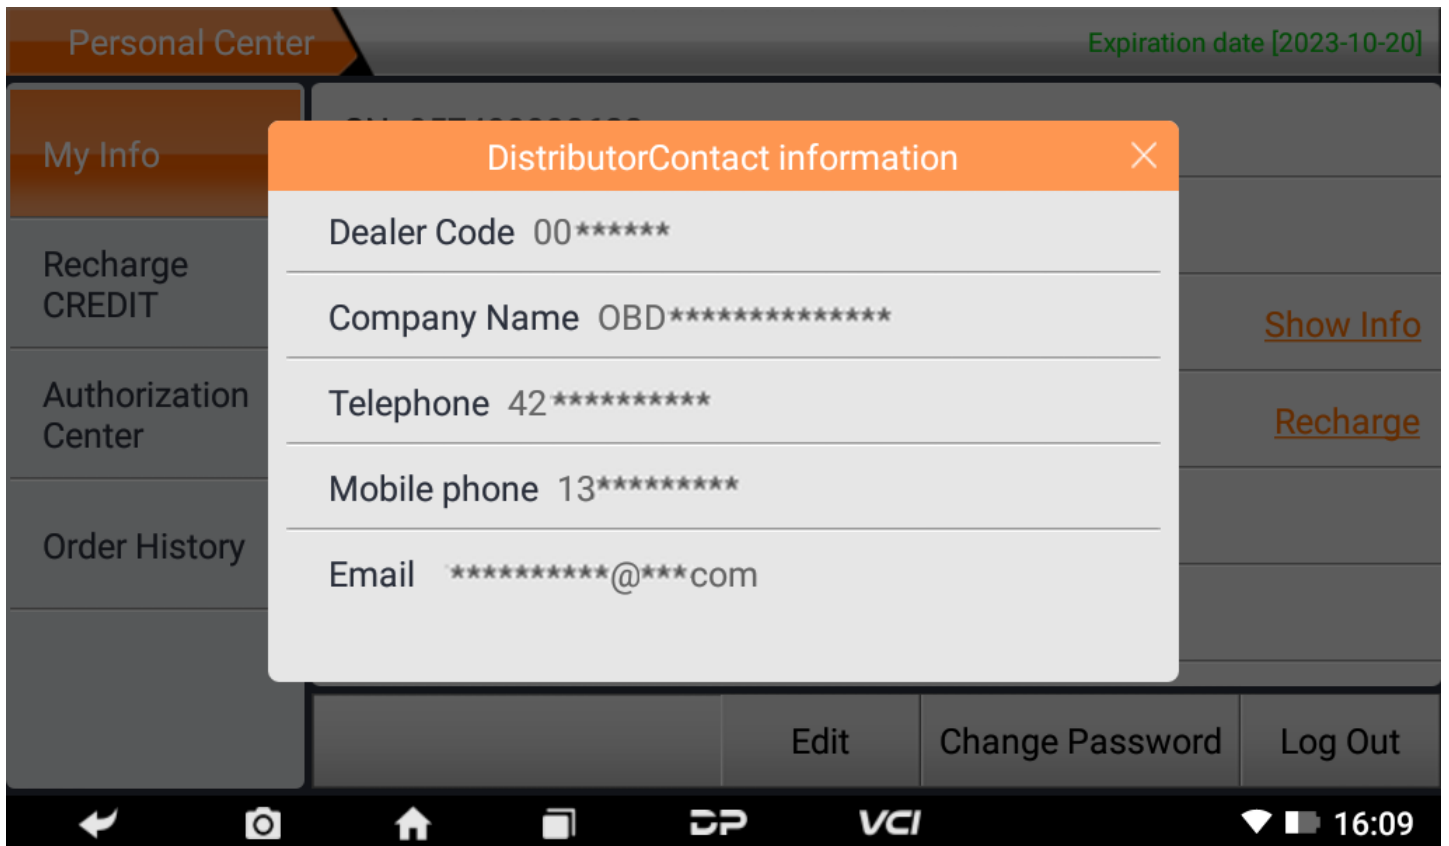 Personal Center
Expiration date [2023-10-20]
My Info
DistributorContact information
Dealer Code 00******
Recharge
CREDIT
Company Name OBD**************
Show Info
Authorization
Center
Telephone 42**********
Recharge
Mobile phone 13*********
Order History
Email **********@***com
Edit
Change Password
Log Out
DP
VCI
16:09